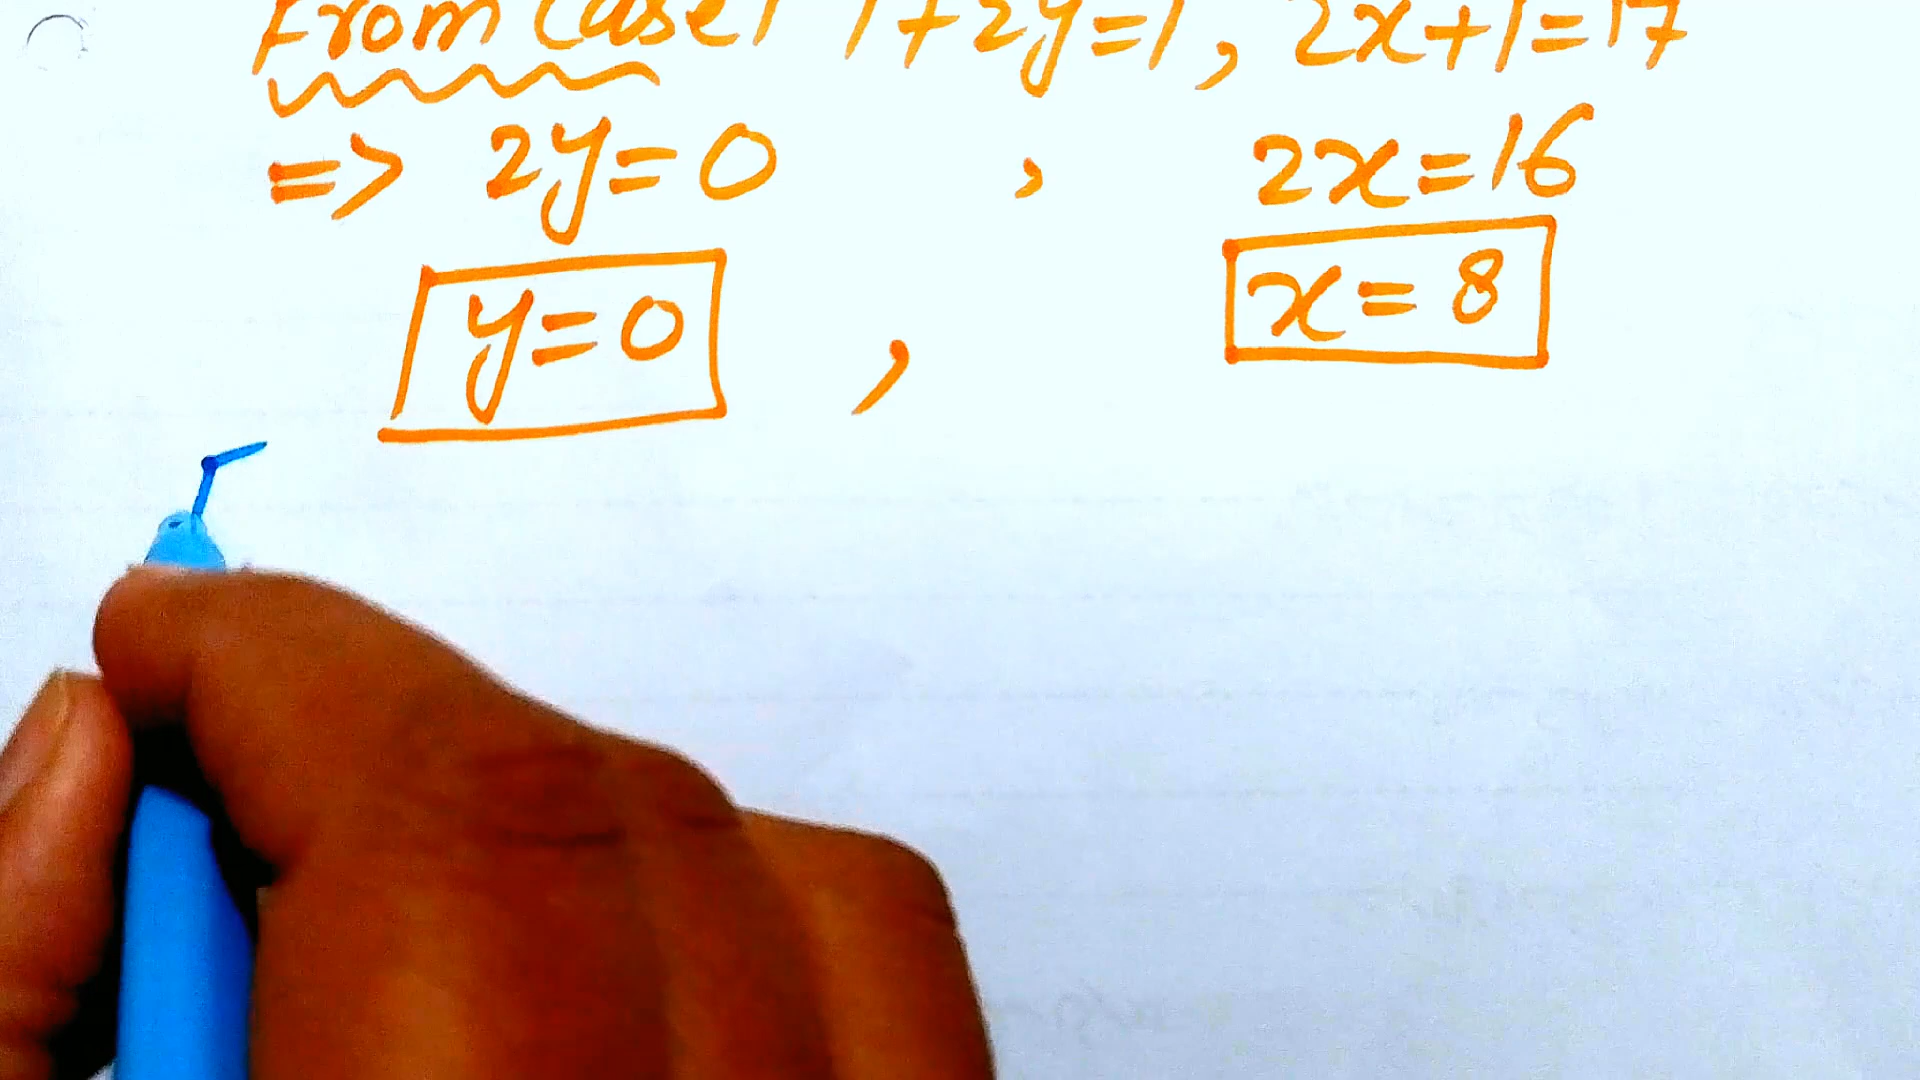 From Case 1 1+2y=1, 2x+1=17
=> 2y=0 , 2x=16
y=0 , x=8